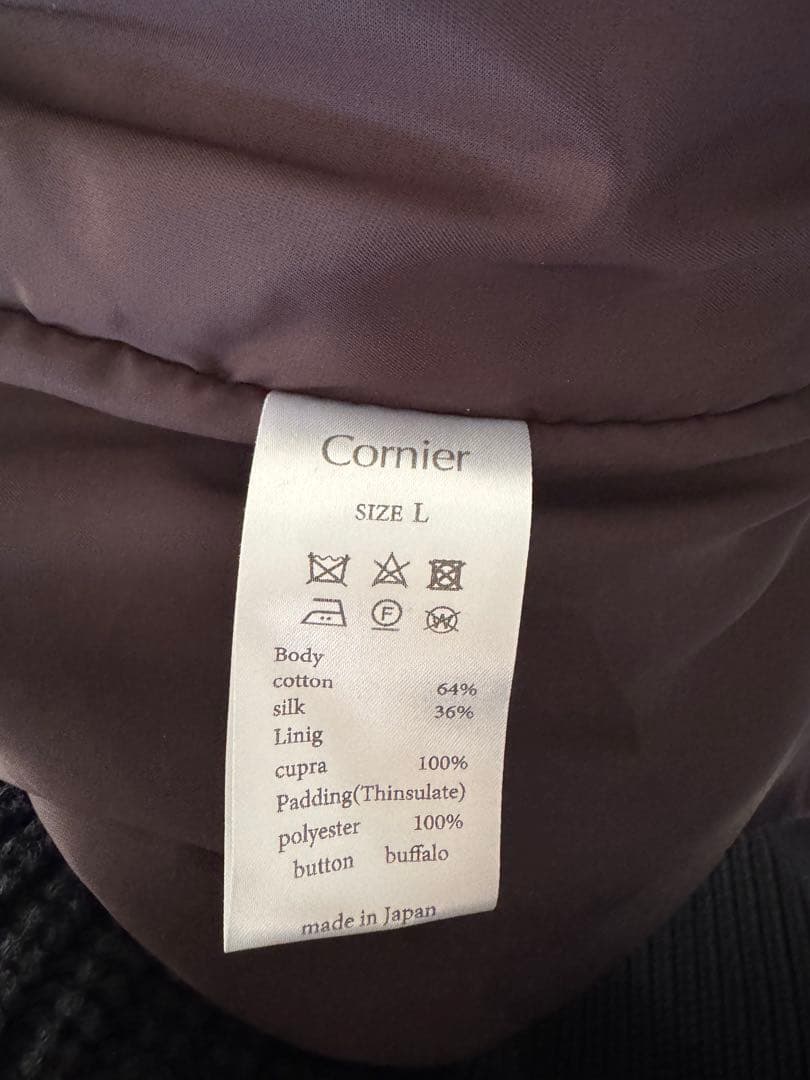 Cornier
SIZE L
F W
Body
cotton 64%
silk 36%
Linig
cupra 100%
Padding(Thinsulate)
polyester 100%
button buffalo
made in Japan